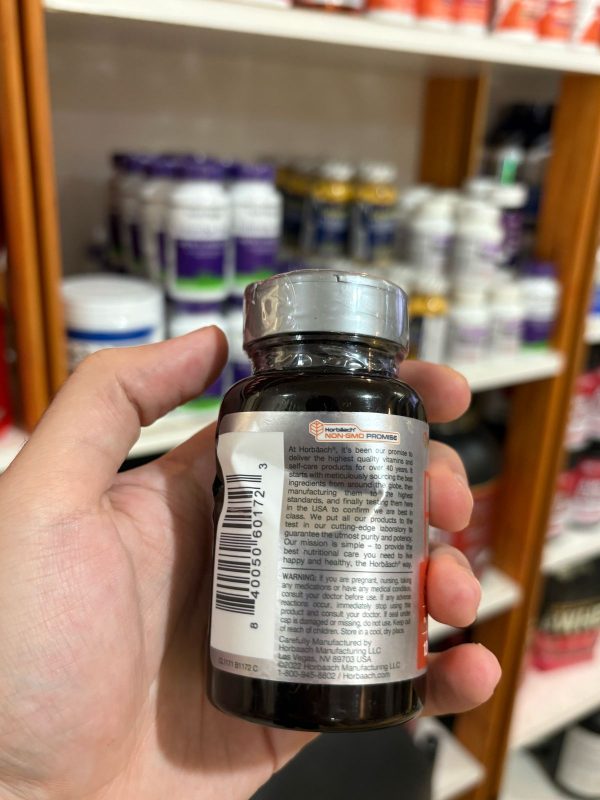 Horbäach®
NON-GMO PROMISE
At Horbäach®, it's been our promise to
deliver the highest quality vitamins and
self-care products for over 40 years. It
starts with meticulously sourcing the best
ingredients from around the globe, then
manufacturing them to the highest
standards, and finally testing them here
in the USA to confirm we are best in
class. We put all our products to the
test in our cutting-edge laboratory to
guarantee the utmost purity and potency.
Our mission is simple – to provide the
best nutritional care you need to live
happy and healthy, the Horbäach® way.
WARNING: If you are pregnant, nursing, taking
any medications or have any medical condition,
consult your doctor before use. If any adverse
reactions occur, immediately stop using this
product and consult your doctor. If seal under
cap is damaged or missing, do not use. Keep out
of reach of children. Store in a cool, dry place.
Carefully Manufactured by
Horbaach Manufacturing LLC
Las Vegas, NV 89703 USA
©2022 Horbaach Manufacturing LLC
1-800-945-8802 / Horbaach.com
8 40050 60172 3
B1172 C